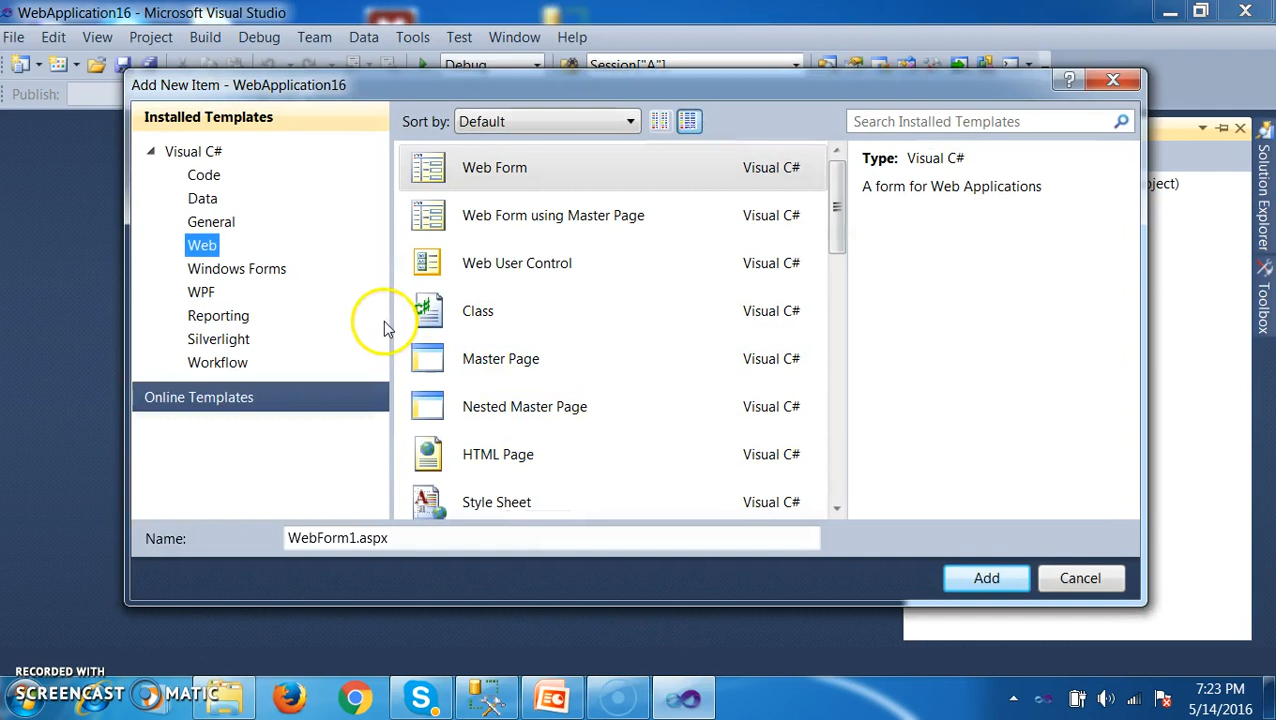 WebApplication16 - Microsoft Visual Studio
File Edit View Project Build Debug Team Data Tools Test Window Help
Debug Session["A"]
Publish:
Add New Item - WebApplication16
Installed Templates
Sort by: Default
Search Installed Templates
Visual C#
Code
Data
General
Web
Windows Forms
WPF
Reporting
Silverlight
Workflow
Online Templates
Web Form Visual C#
Web Form using Master Page Visual C#
Web User Control Visual C#
Class Visual C#
Master Page Visual C#
Nested Master Page Visual C#
HTML Page Visual C#
Style Sheet Visual C#
Type: Visual C#
A form for Web Applications
Name: WebForm1.aspx
Add Cancel
Solution Explorer
Toolbox
RECORDED WITH
SCREENCAST MATIC
7:23 PM
5/14/2016